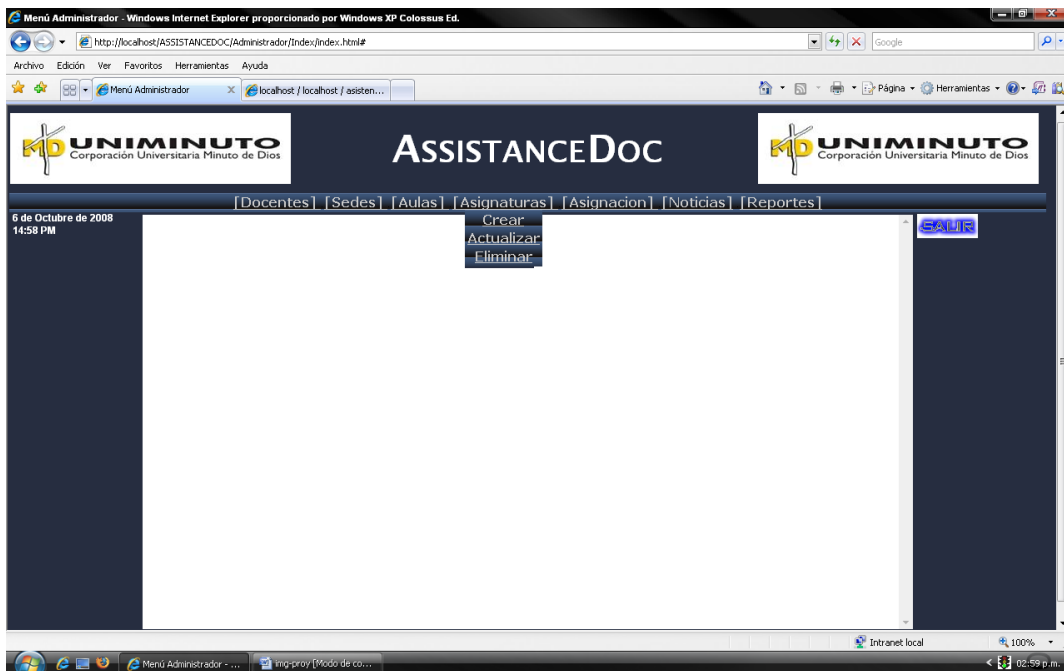 Menú Administrador - Windows Internet Explorer proporcionado por Windows XP Colossus Ed.
http://localhost/ASSISTANCEDOC/Administrador/Index/index.html#
Google
Archivo Edición Ver Favoritos Herramientas Ayuda
Menú Administrador
localhost / localhost / asisten...
Página
Herramientas
UNIMINUTO
Corporación Universitaria Minuto de Dios
ASSISTANCEDOC
UNIMINUTO
Corporación Universitaria Minuto de Dios
[Docentes] [Sedes] [Aulas] [Asignaturas] [Asignacion] [Noticias] [Reportes]
6 de Octubre de 2008
14:58 PM
Crear
Actualizar
Eliminar
SALIR
Intranet local
100%
Menú Administrador - ...
img-proy [Modo de co...
02:59 p.m.